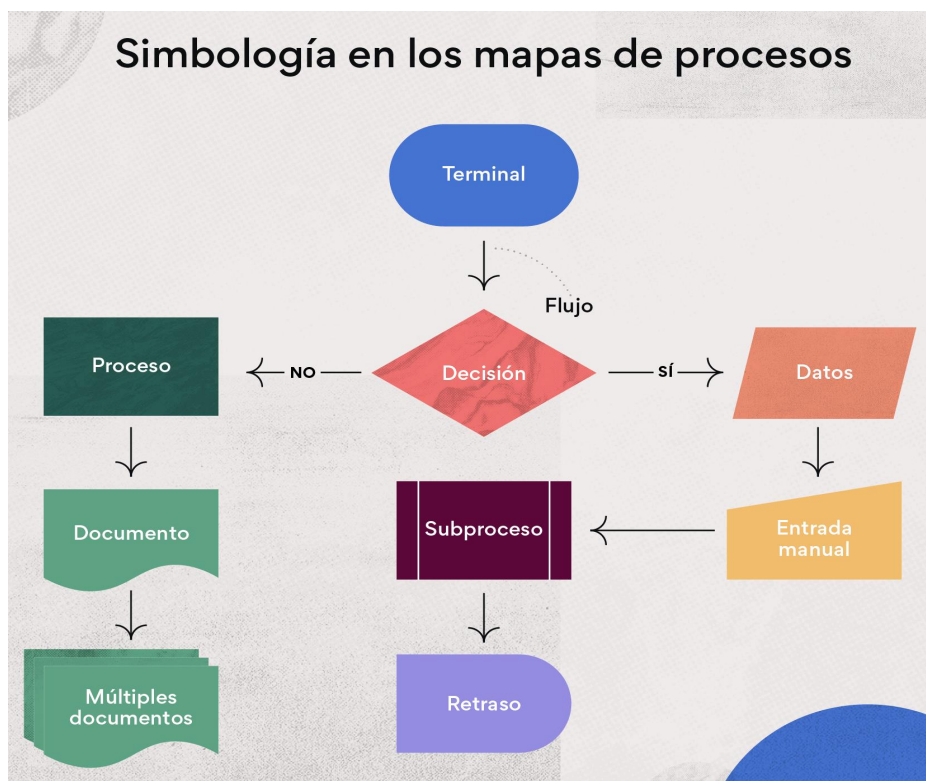 Simbología en los mapas de procesos
Terminal
Flujo
Proceso
NO
Decisión
SÍ
Datos
Documento
Subproceso
Entrada
manual
Múltiples
documentos
Retraso